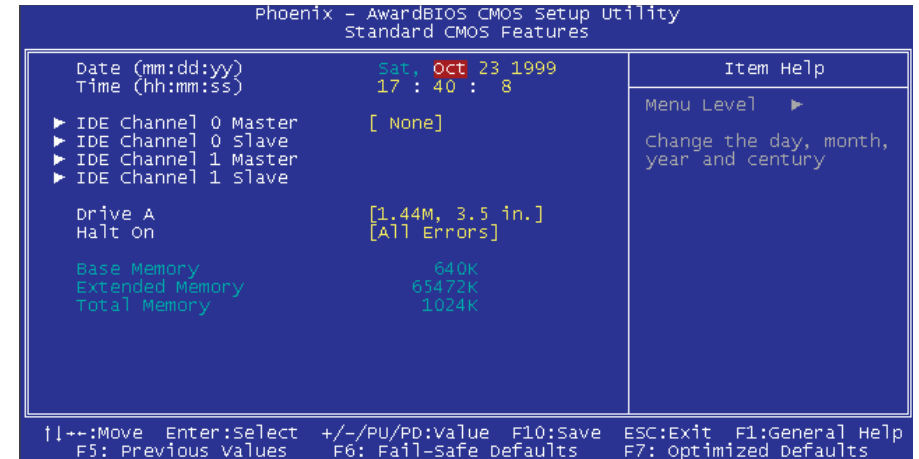 Phoenix – AwardBIOS CMOS Setup Utility
Standard CMOS Features
Date (mm:dd:yy) Sat, Oct 23 1999
Time (hh:mm:ss) 17 : 40 : 8
► IDE Channel 0 Master [ None]
► IDE Channel 0 Slave
► IDE Channel 1 Master
► IDE Channel 1 Slave
Drive A [1.44M, 3.5 in.]
Halt On [All Errors]
Base Memory 640K
Extended Memory 65472K
Total Memory 1024K
Item Help
Menu Level ►
Change the day, month,
year and century
↑↓←→:Move Enter:Select +/-/PU/PD:Value F10:Save ESC:Exit F1:General Help
F5: Previous Values F6: Fail-Safe Defaults F7: Optimized Defaults